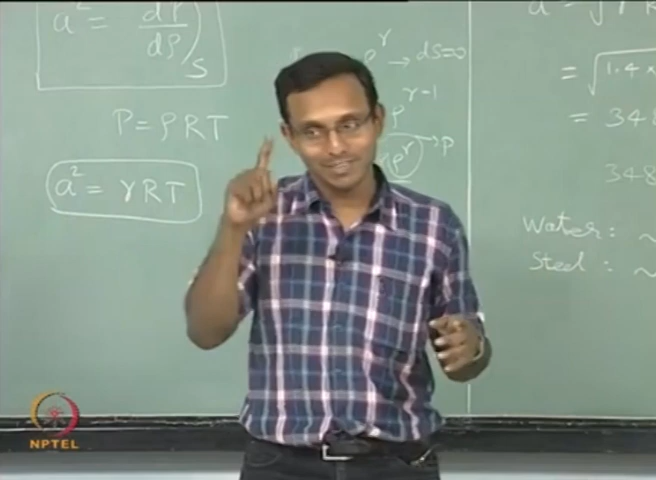 a² = dp/dρ)s
P = ρRT
a² = γRT
ρ^γ → ds=0
ρ^γ-1
ρ^γ → p
= √1.4 ×
= 348
348
Water: ~
Steel : ~
NPTEL